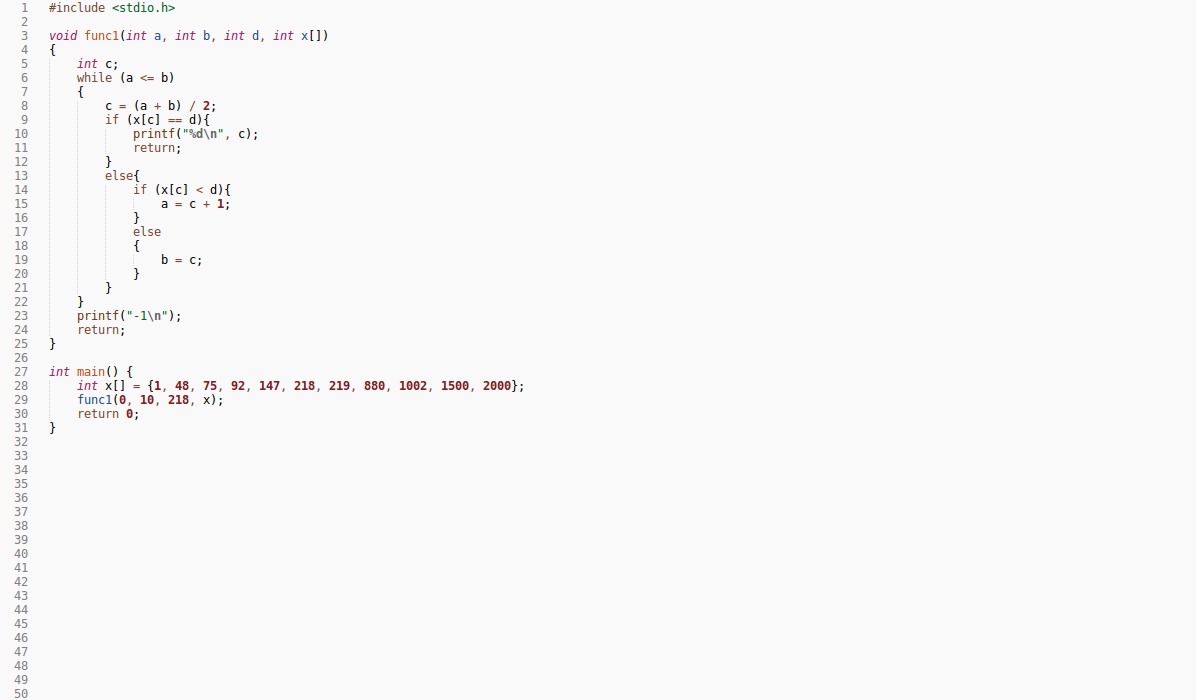 1 #include <stdio.h>
2
3 void func1(int a, int b, int d, int x[])
4 {
5     int c;
6     while (a <= b)
7     {
8         c = (a + b) / 2;
9         if (x[c] == d){
10             printf("%d\n", c);
11             return;
12         }
13         else{
14             if (x[c] < d){
15                 a = c + 1;
16             }
17             else
18             {
19                 b = c;
20             }
21         }
22     }
23     printf("-1\n");
24     return;
25 }
26
27 int main() {
28     int x[] = {1, 48, 75, 92, 147, 218, 219, 880, 1002, 1500, 2000};
29     func1(0, 10, 218, x);
30     return 0;
31 }
32
33
34
35
36
37
38
39
40
41
42
43
44
45
46
47
48
49
50